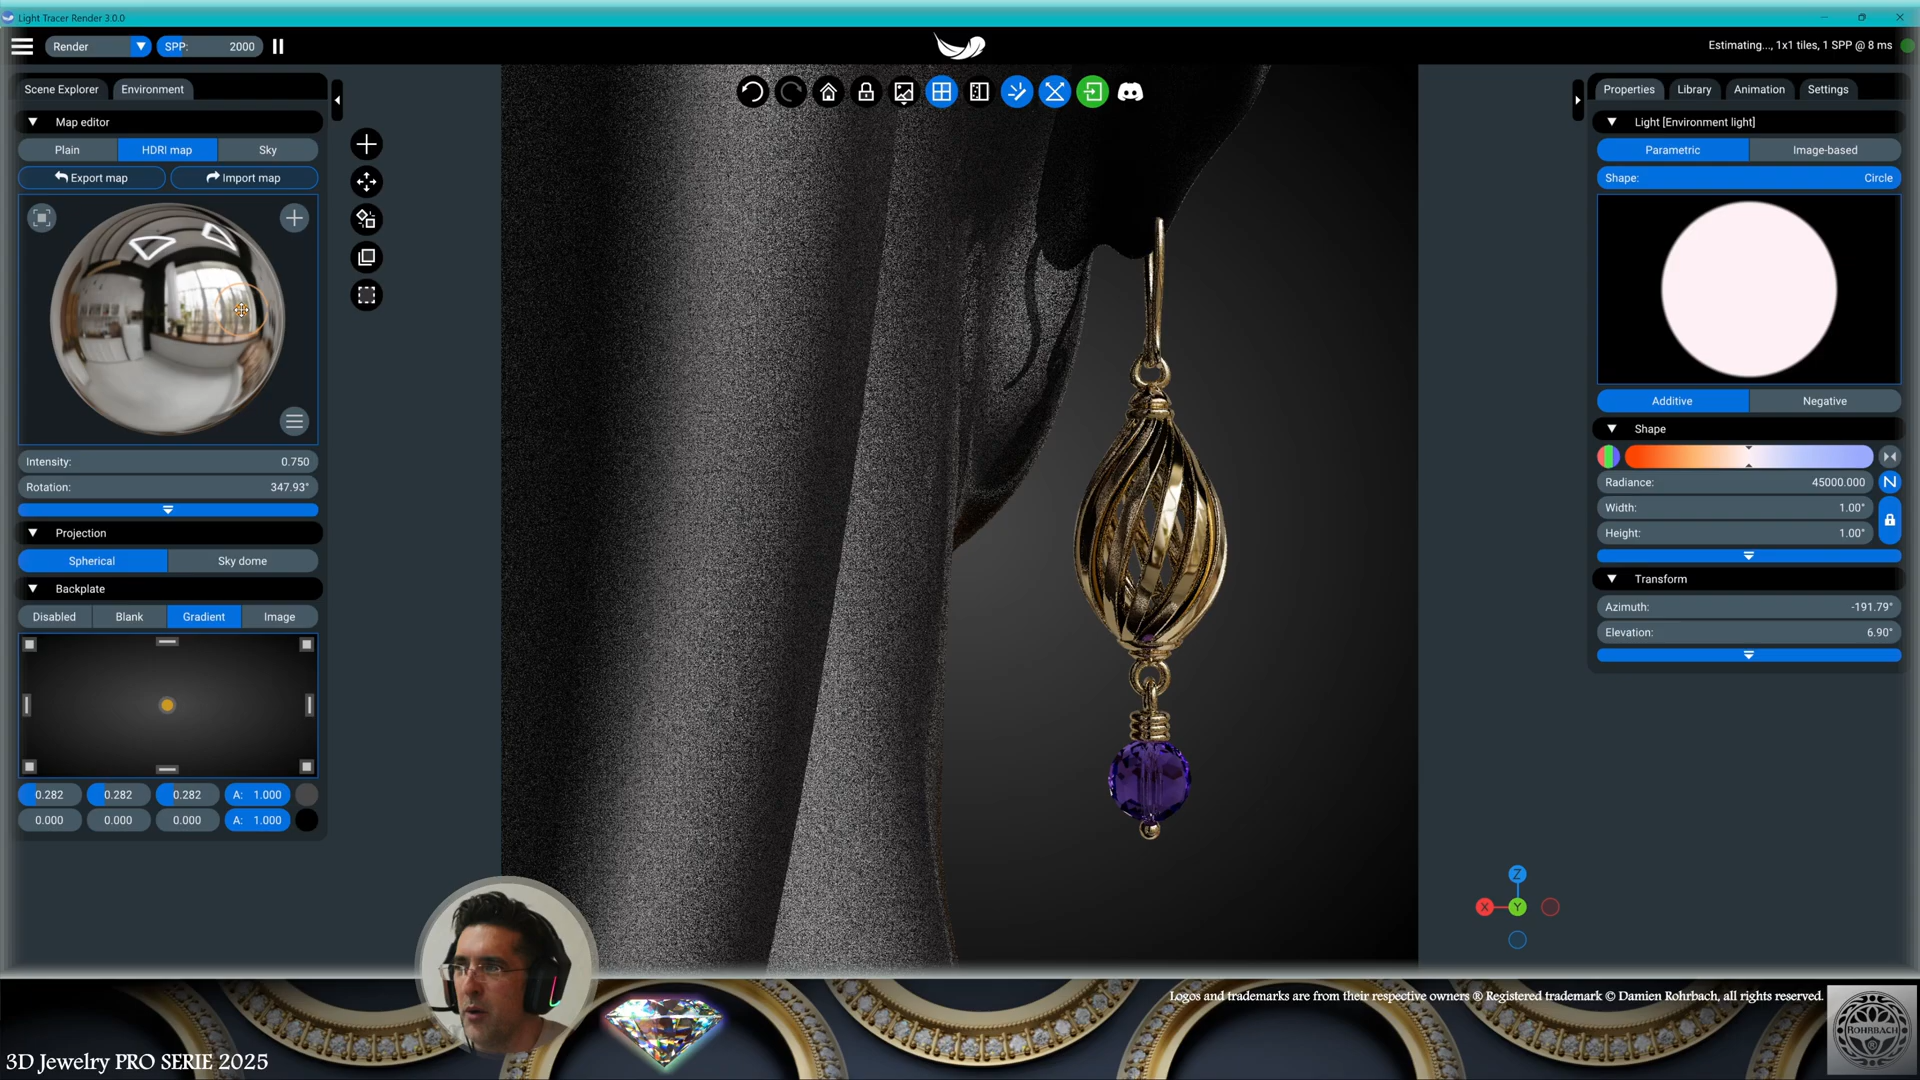 Light Tracer Render 3.0.0
Render
SPP: 2000
Estimating..., 1x1 tiles, 1 SPP @ 8 ms
Scene Explorer
Environment
Map editor
Plain
HDRI map
Sky
Export map
Import map
Intensity: 0.750
Rotation: 347.93°
Projection
Spherical
Sky dome
Backplate
Disabled
Blank
Gradient
Image
0.282 0.282 0.282 A: 1.000
0.000 0.000 0.000 A: 1.000
Properties
Library
Animation
Settings
Light [Environment light]
Parametric
Image-based
Shape: Circle
Additive
Negative
Shape
Radiance: 45000.000
N
Width: 1.00°
Height: 1.00°
Transform
Azimuth: -191.79°
Elevation: 6.90°
Z
X
Y
Logos and trademarks are from their respective owners ® Registered trademark © Damien Rohrbach, all rights reserved.
ROHRBACH
3D Jewelry PRO SERIE 2025